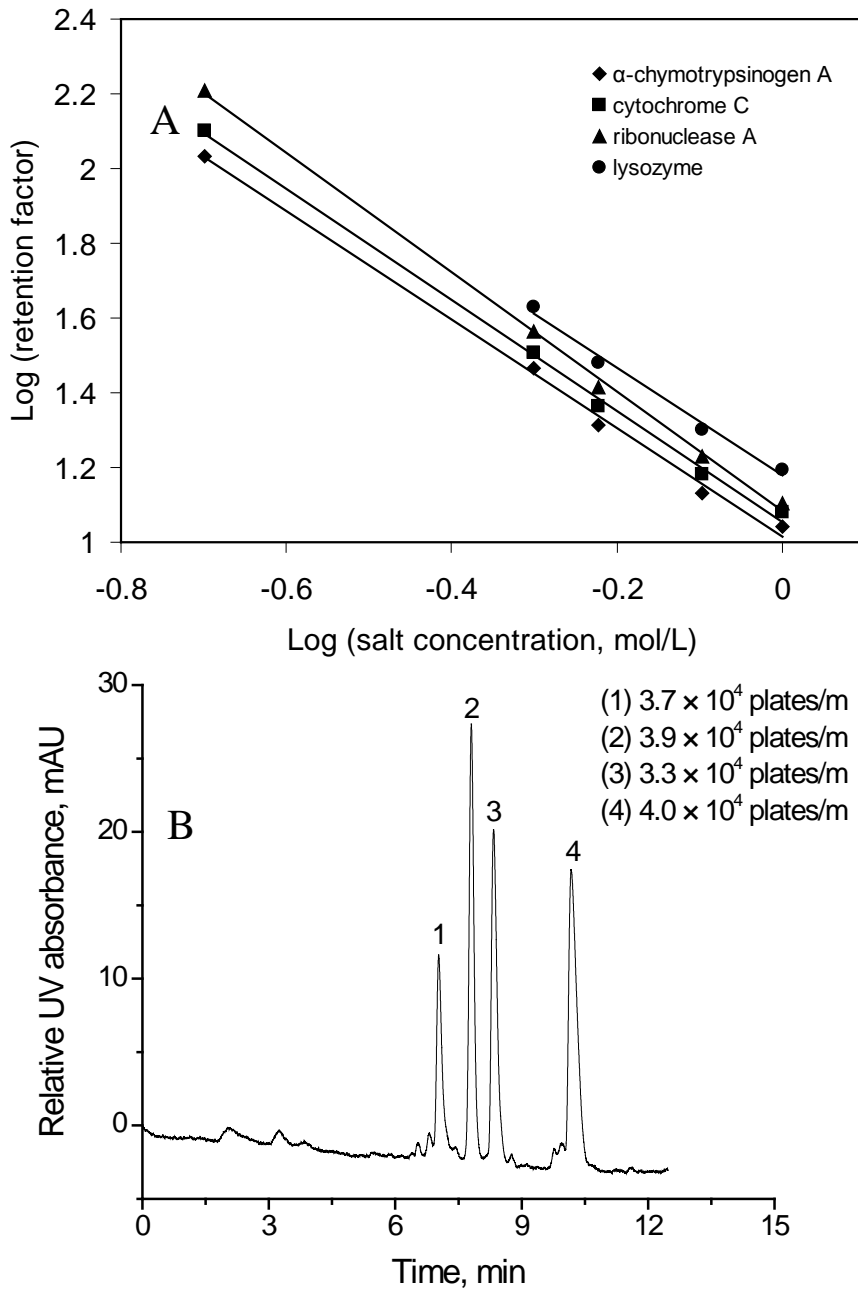 2.4
2.2
2
1.8
1.6
1.4
1.2
1
Log (retention factor)
A
α-chymotrypsinogen A
cytochrome C
ribonuclease A
lysozyme
-0.8 -0.6 -0.4 -0.2 0
Log (salt concentration, mol/L)
30
20
10
0
Relative UV absorbance, mAU
B
(1) 3.7 × 10⁴ plates/m
(2) 3.9 × 10⁴ plates/m
(3) 3.3 × 10⁴ plates/m
(4) 4.0 × 10⁴ plates/m
1 2 3 4
0 3 6 9 12 15
Time, min